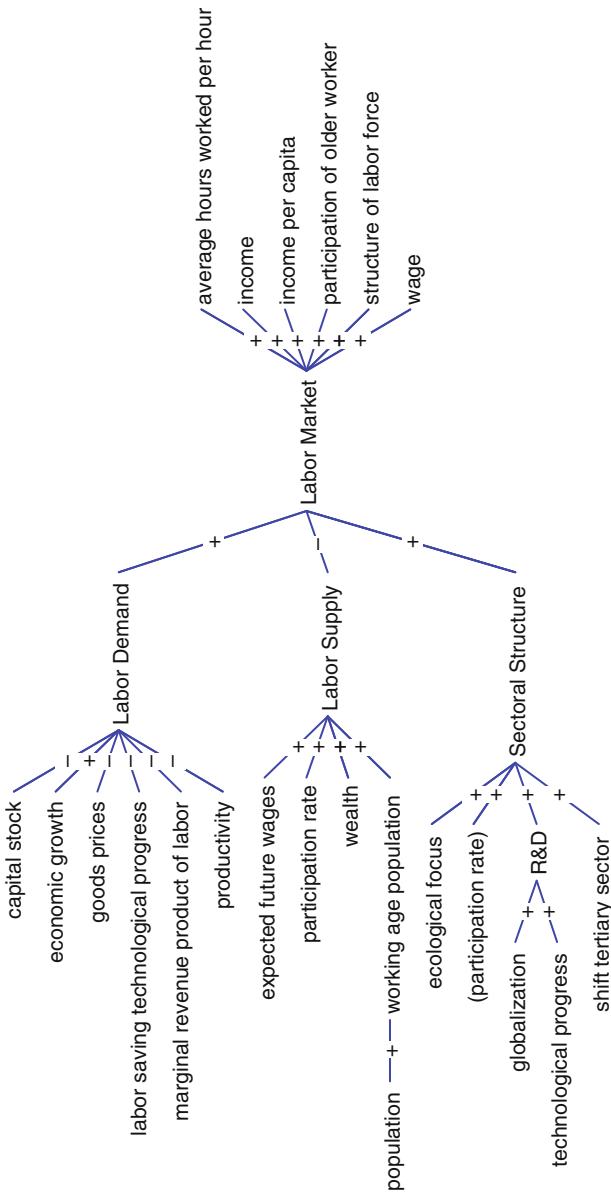 capital stock
–
economic growth
+
goods prices
–
labor saving technological progress
–
marginal revenue product of labor
–
productivity
–
Labor Demand
+
expected future wages
+
participation rate
+
wealth
+
population
+
working age population
+
Labor Supply
–
ecological focus
+
(participation rate)
+
globalization
+
technological progress
+
R&D
+
shift tertiary sector
+
Sectoral Structure
+
Labor Market
+
average hours worked per hour
+
income
+
income per capita
+
participation of older worker
+
structure of labor force
+
wage